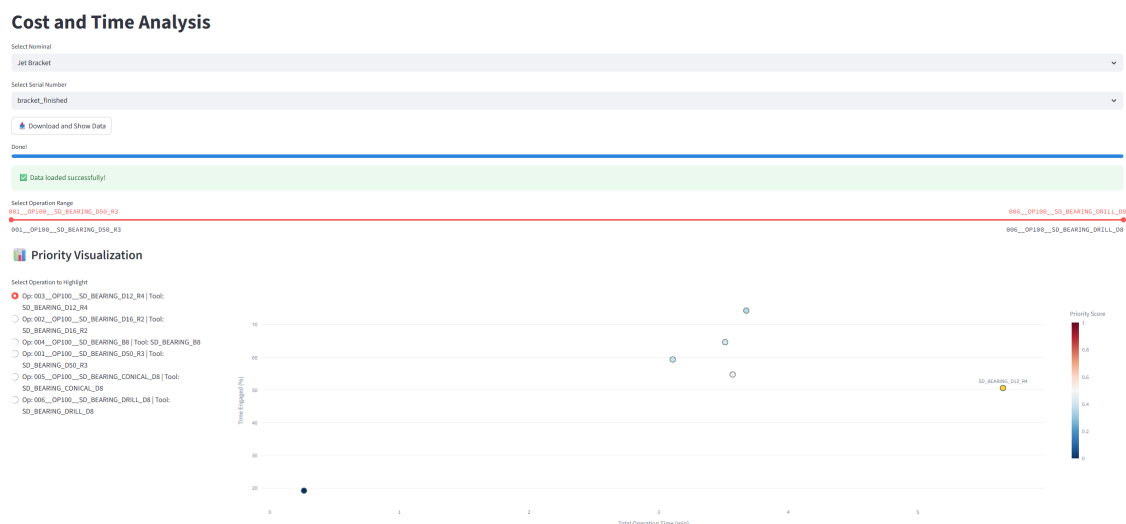 Cost and Time Analysis
Select Nominal
Jet Bracket
Select Serial Number
bracket_finished
Download and Show Data
Done!
Data loaded successfully!
Select Operation Range
001__OP100__SD_BEARING_D50_R3
006__OP100__SD_BEARING_DRILL_D8
001__OP100__SD_BEARING_D50_R3
006__OP100__SD_BEARING_DRILL_D8
Priority Visualization
Select Operation to Highlight
Op: 003__OP100__SD_BEARING_D12_R4 | Tool:
SD_BEARING_D12_R4
Op: 002__OP100__SD_BEARING_D16_R2 | Tool:
SD_BEARING_D16_R2
Op: 004__OP100__SD_BEARING_B8 | Tool: SD_BEARING_B8
Op: 001__OP100__SD_BEARING_D50_R3 | Tool:
SD_BEARING_D50_R3
Op: 005__OP100__SD_BEARING_CONICAL_D8 | Tool:
SD_BEARING_CONICAL_D8
Op: 006__OP100__SD_BEARING_DRILL_D8 | Tool:
SD_BEARING_DRILL_D8
Time Engaged (%)
70
60
50
40
30
20
SD_BEARING_D12_R4
0
1
2
3
4
5
Total Operation Time (min)
Priority Score
1
0.8
0.6
0.4
0.2
0